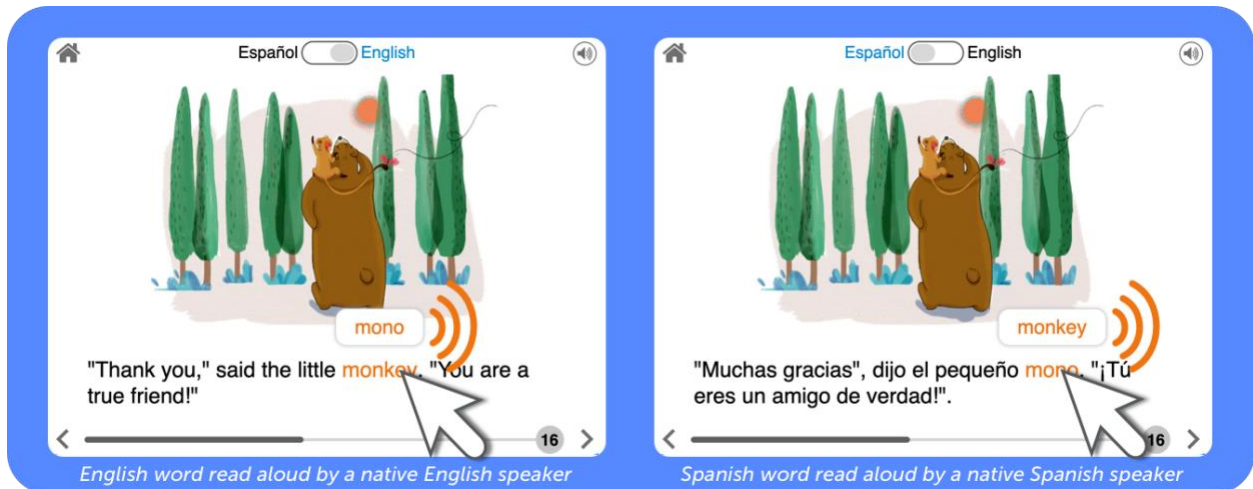 Español English
mono
"Thank you," said the little monkey. "You are a
true friend!"
16
English word read aloud by a native English speaker
Español English
monkey
"Muchas gracias", dijo el pequeño mono. "¡Tú
eres un amigo de verdad!".
16
Spanish word read aloud by a native Spanish speaker